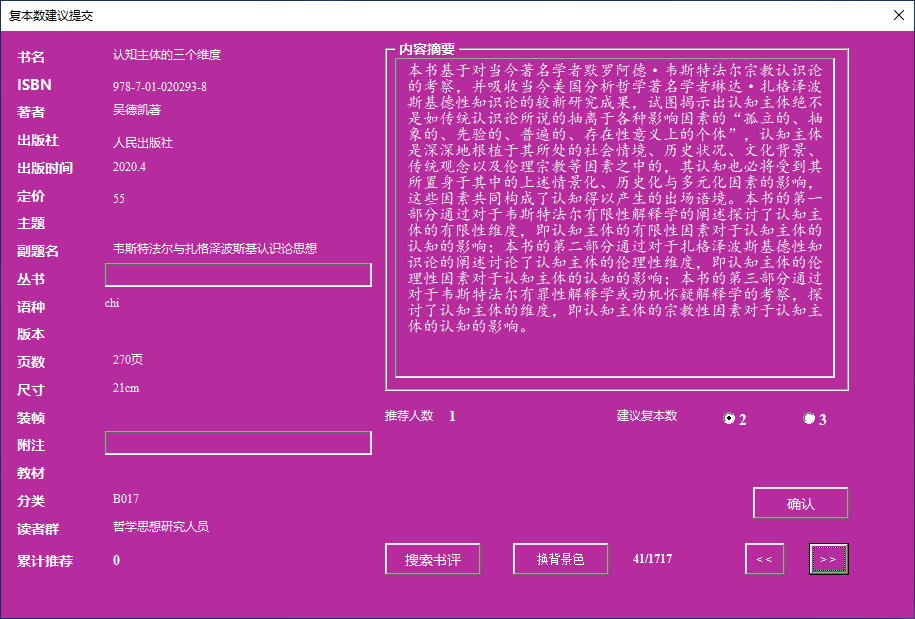 复本数建议提交
书名 认知主体的三个维度
ISBN 978-7-01-020293-8
著者 吴德凯著
出版社 人民出版社
出版时间 2020.4
定价 55
主题
副题名 韦斯特法尔与扎格泽波斯基认识论思想
丛书
语种 chi
版本
页数 270页
尺寸 21cm
装帧
附注
教材
分类 B017
读者群 哲学思想研究人员
累计推荐 0
内容摘要
本书基于对当今著名学者默罗阿德·韦斯特法尔宗教认识论
的考察，并吸收当今美国分析哲学著名学者琳达·扎格泽波
斯基德性知识论的较新研究成果，试图揭示出认知主体绝不
是如传统认识论所说的抽离于各种影响因素的“孤立的、抽
象的、先验的、普遍的、存在性意义上的个体”，认知主体
是深深地根植于其所处的社会情境、历史状况、文化背景、
传统观念以及伦理宗教等因素之中的，其认知也必将受到其
所置身于其中的上述情景化、历史化与多元化因素的影响，
这些因素共同构成了认知得以产生的出场语境。本书的第一
部分通过对于韦斯特法尔有限性解释学的阐述探讨了认知主
体的有限性维度，即认知主体的有限性因素对于认知主体的
认知的影响；本书的第二部分通过对于扎格泽波斯基德性知
识论的阐述讨论了认知主体的伦理性维度，即认知主体的伦
理性因素对于认知主体的认知的影响；本书的第三部分通过
对于韦斯特法尔有罪性解释学或动机怀疑解释学的考察，探
讨了认知主体的维度，即认知主体的宗教性因素对于认知主
体的认知的影响。
推荐人数 1 建议复本数 2 3
确认
搜索书评 换背景色 41/1717 << >>